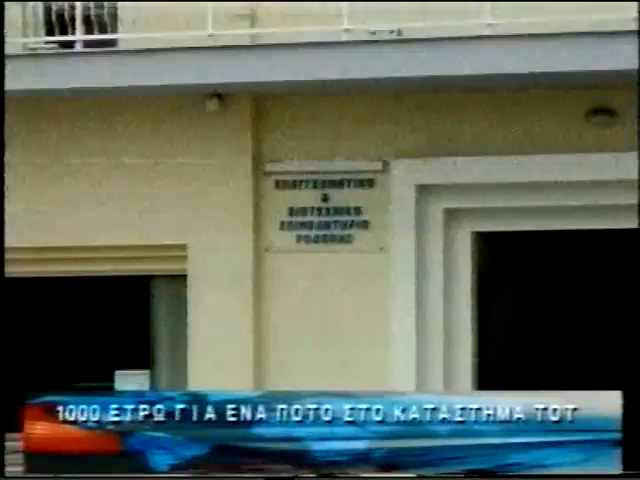 ΕΠΑΓΓΕΛΜΑΤΙΚΟ
&
ΒΙΟΤΕΧΝΙΚΟ
ΕΠΙΜΕΛΗΤΗΡΙΟ
ΡΟΔΟΠΗΣ
1000 ΕΥΡΩ ΓΙΑ ΕΝΑ ΠΟΤΟ ΣΤΟ ΚΑΤΑΣΤΗΜΑ ΤΟΥ